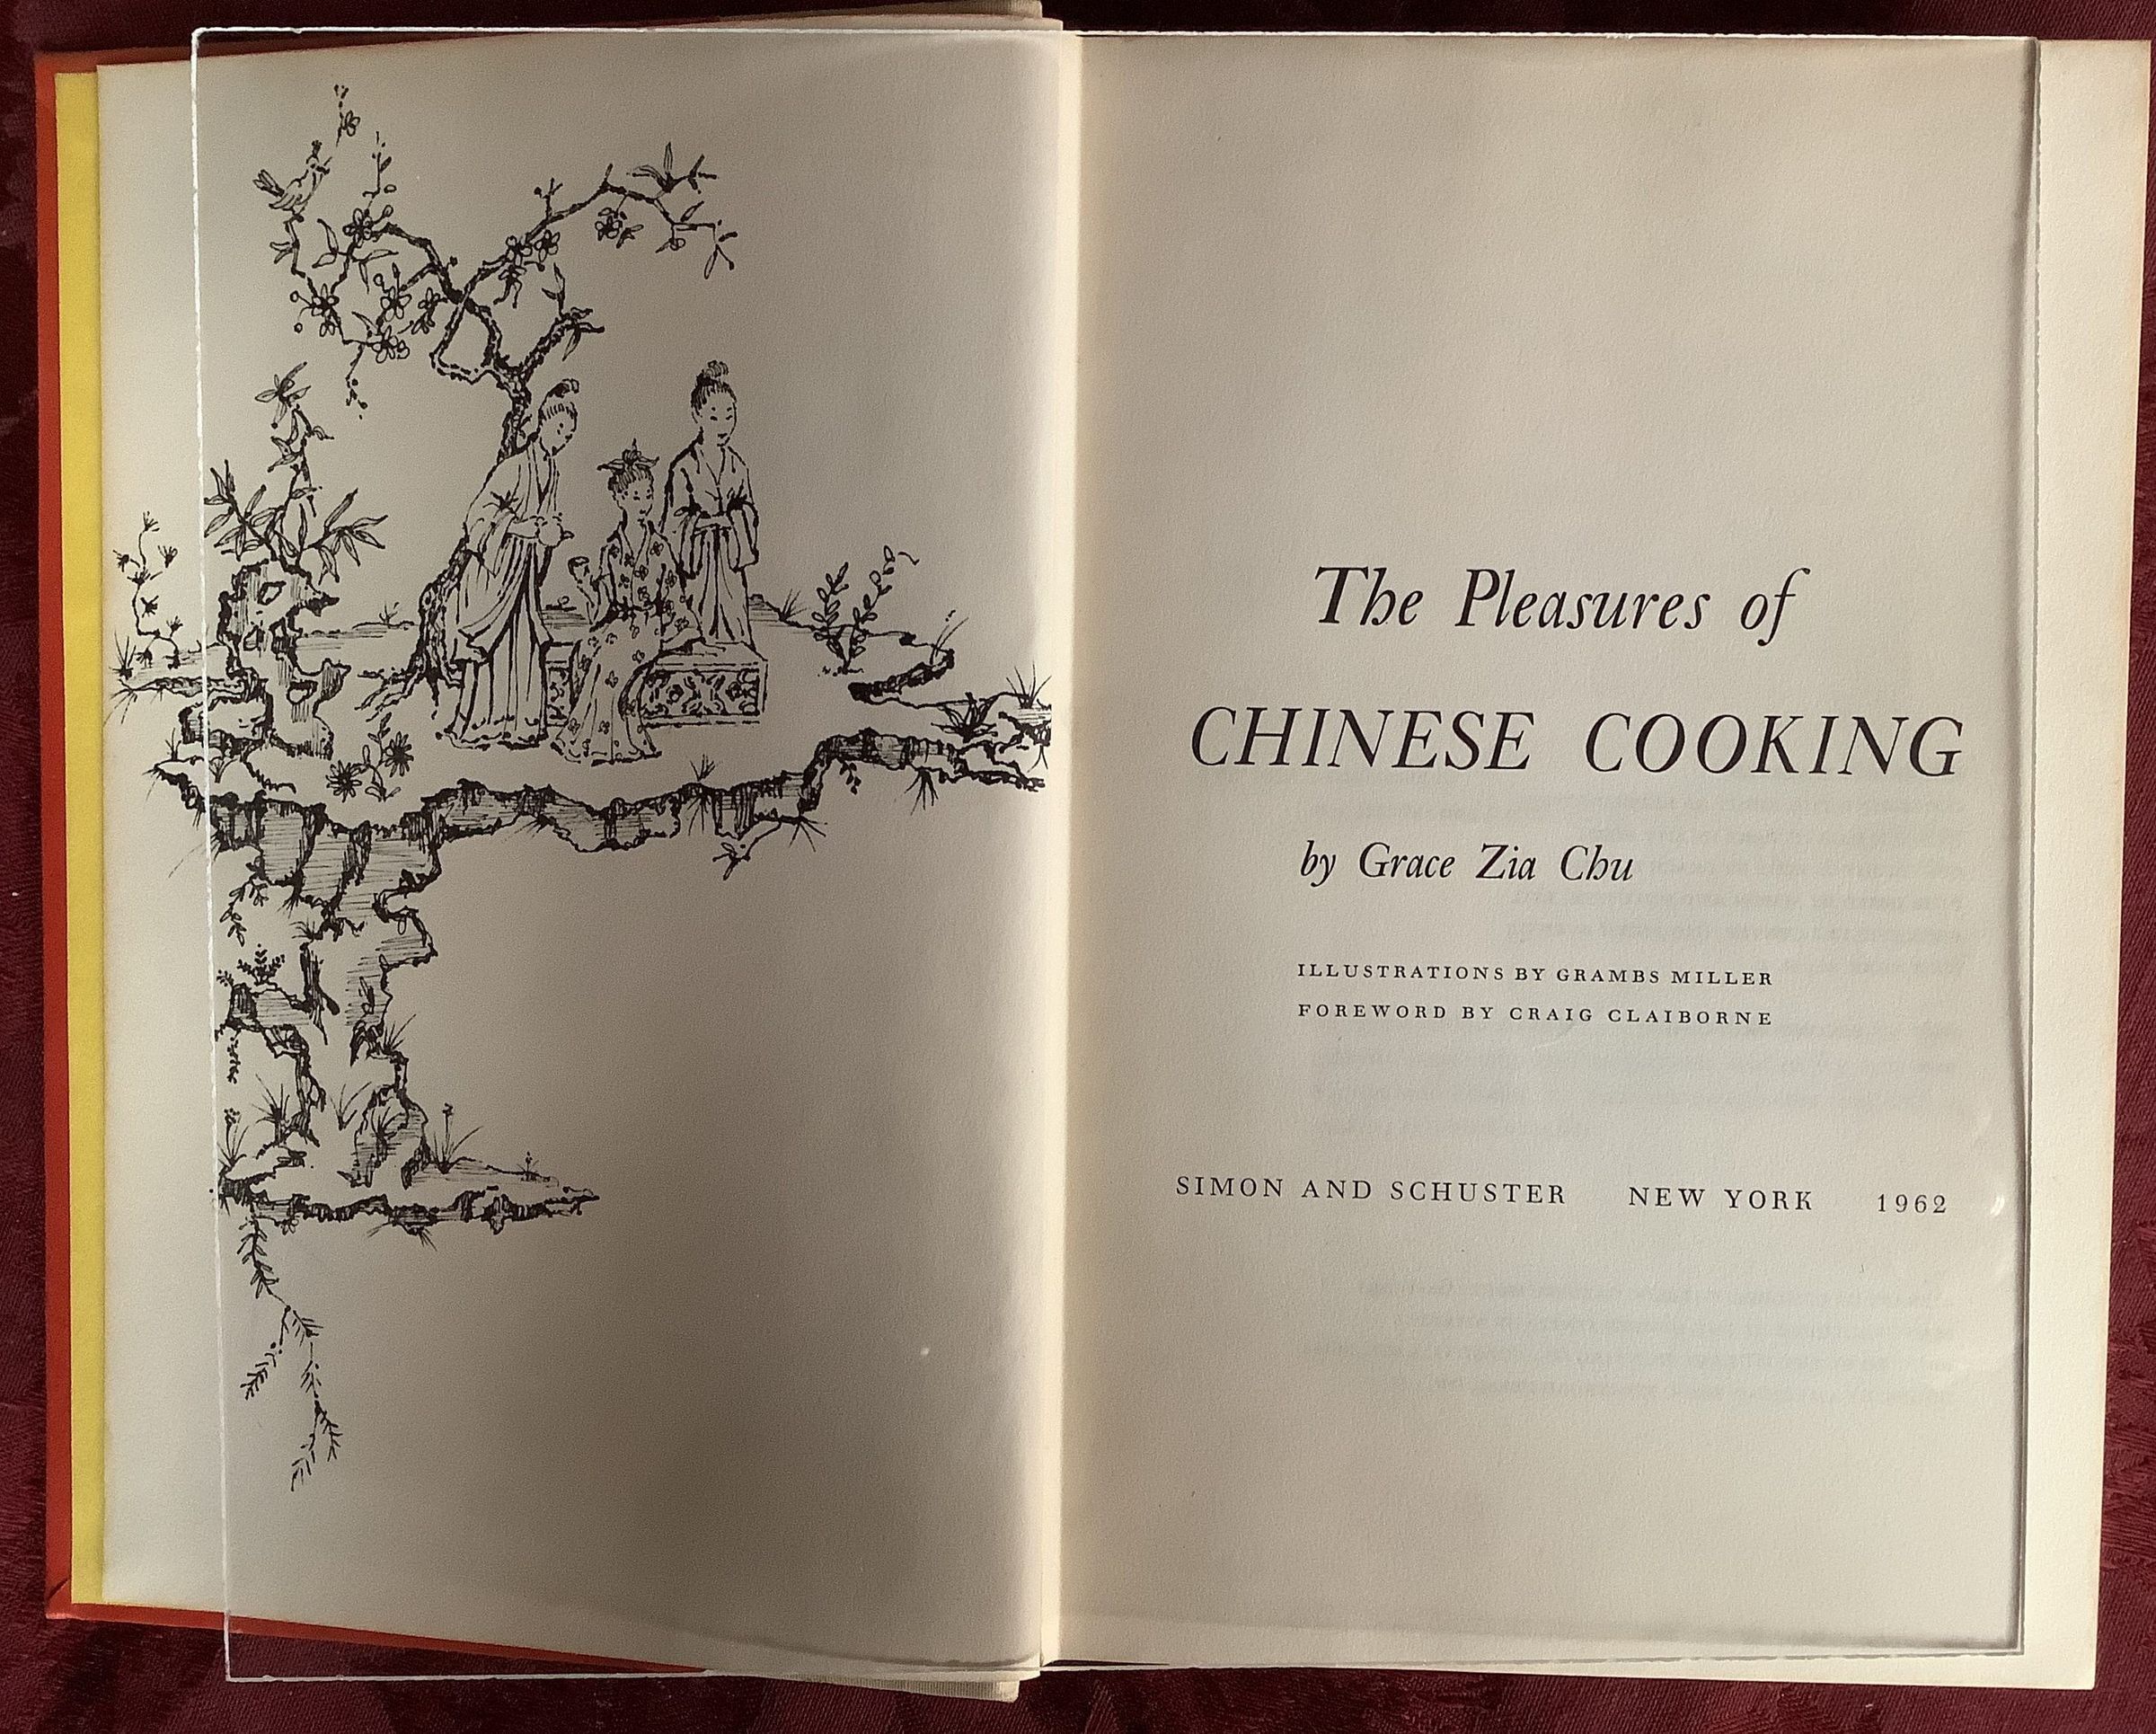 The Pleasures of
CHINESE COOKING
by Grace Zia Chu
ILLUSTRATIONS BY GRAMBS MILLER
FOREWORD BY CRAIG CLAIBORNE
SIMON AND SCHUSTER NEW YORK 1962